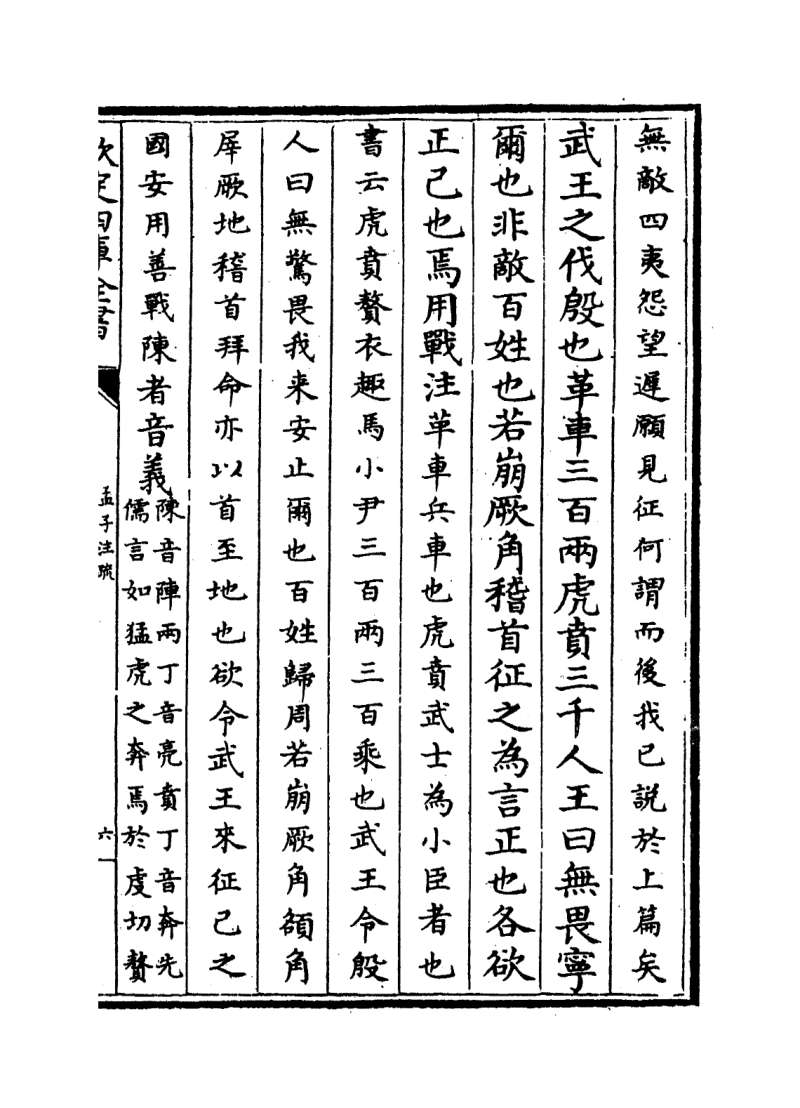 無敵四夷怨望遲願見征何謂而後我已説於上篇矣
武王之伐殷也革車三百兩虎賁三千人王曰無畏寧
爾也非敵百姓也若崩厥角稽首征之為言正也各欲
正己也焉用戰注革車兵車也虎賁武士為小臣者也
書云虎賁贅衣趣馬小尹三百兩三百乘也武王令殷
人曰無驚畏我来安止爾也百姓歸周若崩厥角頟角
犀厥地稽首拜命亦以首至地也欲令武王來征己之
國安用善戰陳者音義陳音陣兩丁音亮賁丁音奔先
儒言如猛虎之奔焉於虔切贅
欽定四庫全書
孟子注疏
六